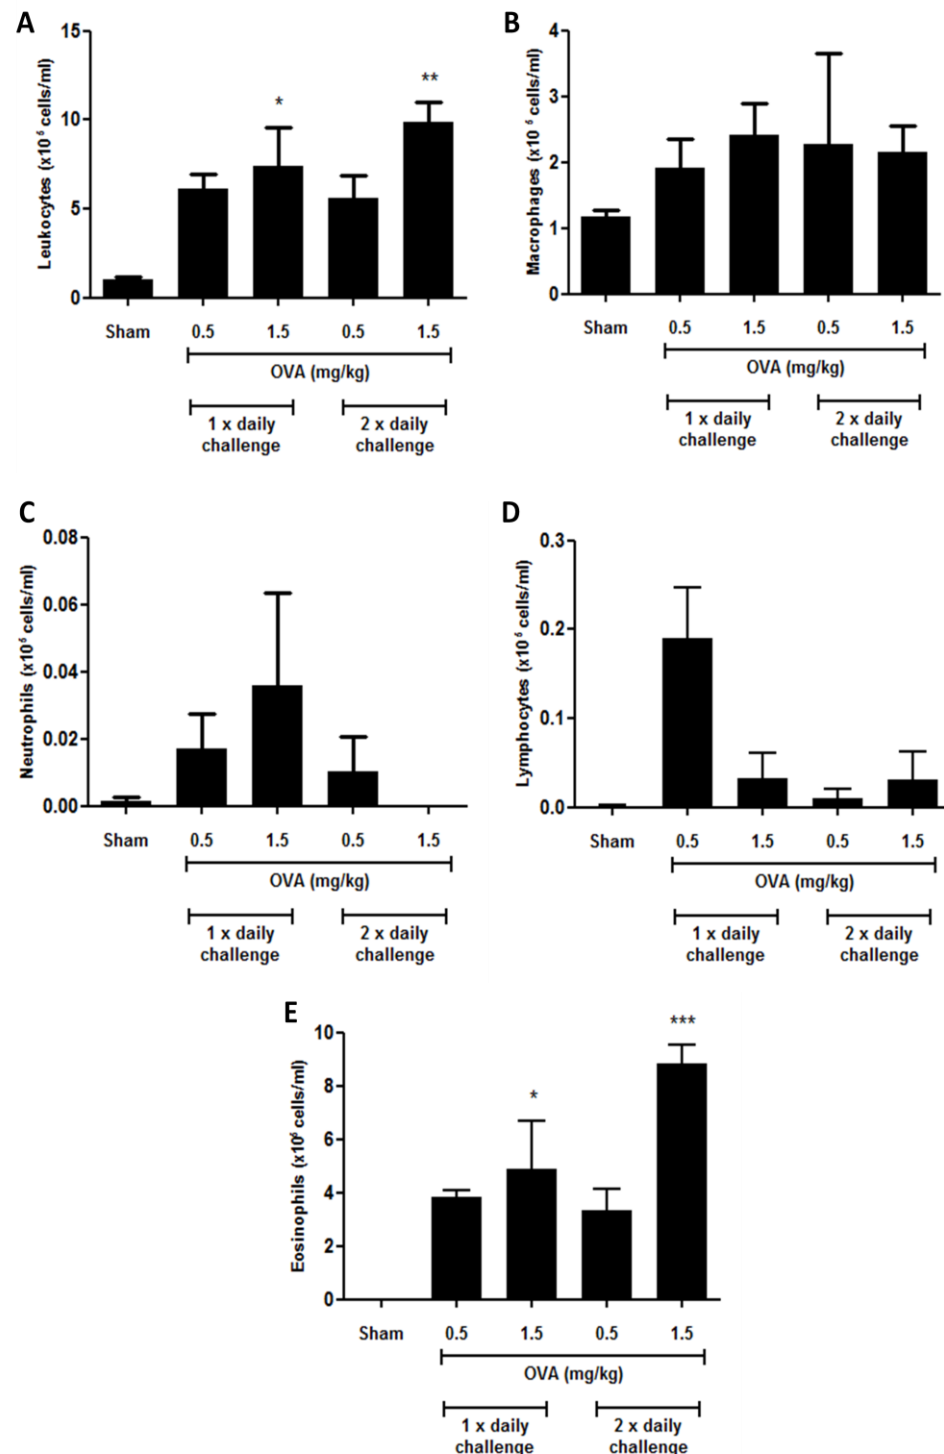 A
Leukocytes (x10⁶ cells/ml)
15
10
5
0
*
**
Sham
0.5
1.5
0.5
1.5
OVA (mg/kg)
1 x daily
challenge
2 x daily
challenge
B
Macrophages (x10⁶ cells/ml)
4
3
2
1
0
Sham
0.5
1.5
0.5
1.5
OVA (mg/kg)
1 x daily
challenge
2 x daily
challenge
C
Neutrophils (x10⁶ cells/ml)
0.08
0.06
0.04
0.02
0.00
Sham
0.5
1.5
0.5
1.5
OVA (mg/kg)
1 x daily
challenge
2 x daily
challenge
D
Lymphocytes (x10⁶ cells/ml)
0.3
0.2
0.1
0.0
Sham
0.5
1.5
0.5
1.5
OVA (mg/kg)
1 x daily
challenge
2 x daily
challenge
E
Eosinophils (x10⁶ cells/ml)
10
8
6
4
2
0
*
***
Sham
0.5
1.5
0.5
1.5
OVA (mg/kg)
1 x daily
challenge
2 x daily
challenge